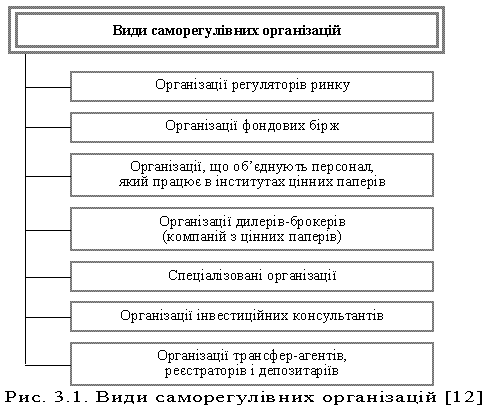 Види саморегулівних організацій
Організації регуляторів ринку
Організації фондових бірж
Організації, що об’єднують персонал,
який працює в інститутах цінних паперів
Організації дилерів-брокерів
(компаній з цінних паперів)
Спеціалізовані організації
Організації інвестиційних консультантів
Організації трансфер-агентів,
реєстраторів і депозитаріїв
Рис. 3.1. Види саморегулівних організацій [12]